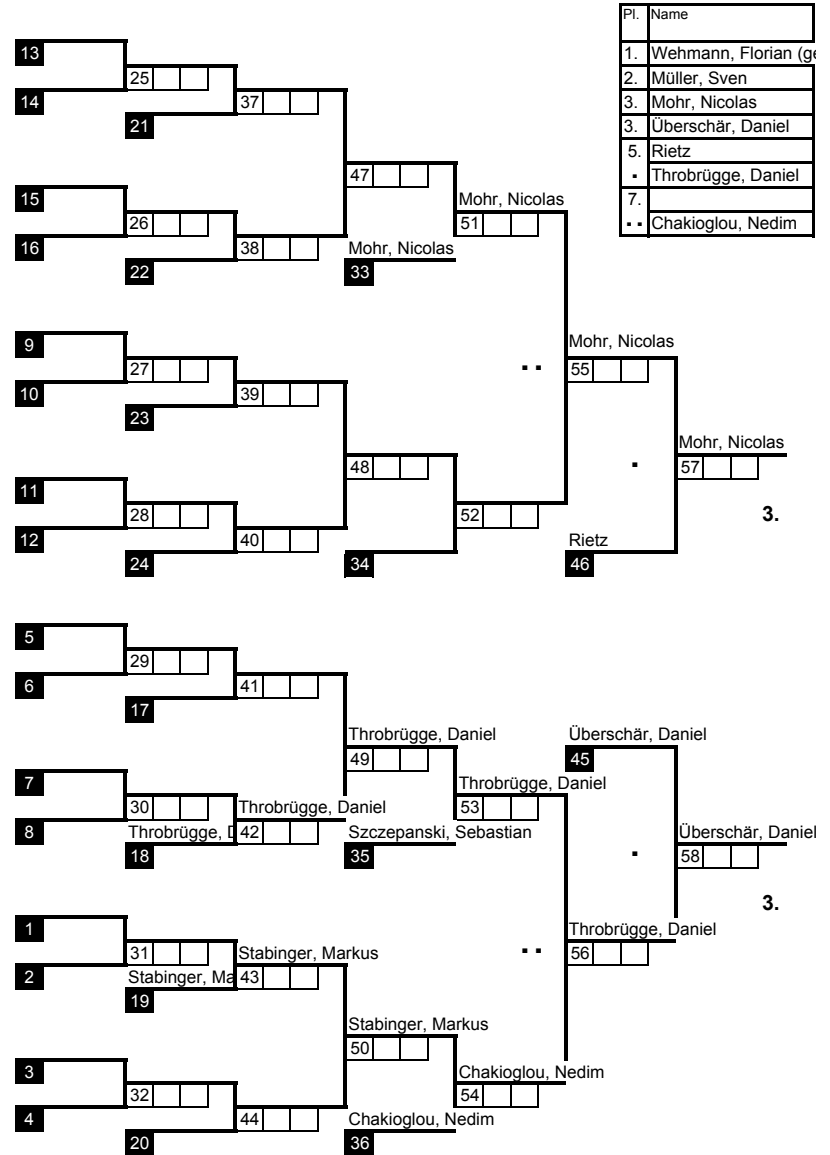 Pl. Name
1. Wehmann, Florian (ge
2. Müller, Sven
3. Mohr, Nicolas
3. Überschär, Daniel
5. Rietz
. Throbrügge, Daniel
7.
.. Chakioglou, Nedim
13
25
14
37
21
47
15
Mohr, Nicolas
26
51
16
38
Mohr, Nicolas
22
33
9
Mohr, Nicolas
27
..
55
10
39
23
Mohr, Nicolas
48
.
57
11
28
52
3.
12
40
Rietz
24
34
46
5
29
6
41
17
Throbrügge, Daniel
Überschär, Daniel
49
45
7
Throbrügge, Daniel
30
Throbrügge, Daniel
53
8
Throbrügge, D
42
Szczepanski, Sebastian
Überschär, Daniel
18
35
.
58
3.
1
Throbrügge, Daniel
31
Stabinger, Markus
..
56
2
Stabinger, Ma
43
19
Stabinger, Markus
50
3
Chakioglou, Nedim
32
54
4
44
Chakioglou, Nedim
20
36